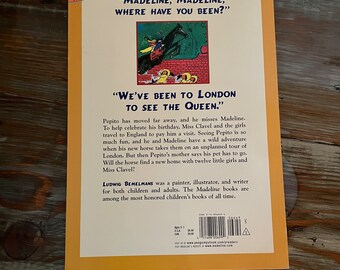 MADELINE, MADELINE,
WHERE HAVE YOU BEEN?"
"WE'VE BEEN TO LONDON
TO SEE THE QUEEN."
Pepito has moved far away, and he misses Madeline.
To help celebrate his birthday, Miss Clavel and the girls
travel to England to pay him a visit. Seeing Pepito is so
much fun, and he and Madeline have a wild adventure
when his new horse takes them on an unplanned tour of
London. But then Pepito's mother says his pet has to go.
Will the horse find a new home with twelve little girls and
Miss Clavel?
LUDWIG BEMELMANS was a painter, illustrator, and writer
for both children and adults. The Madeline books are
among the most honored children's books of all time.